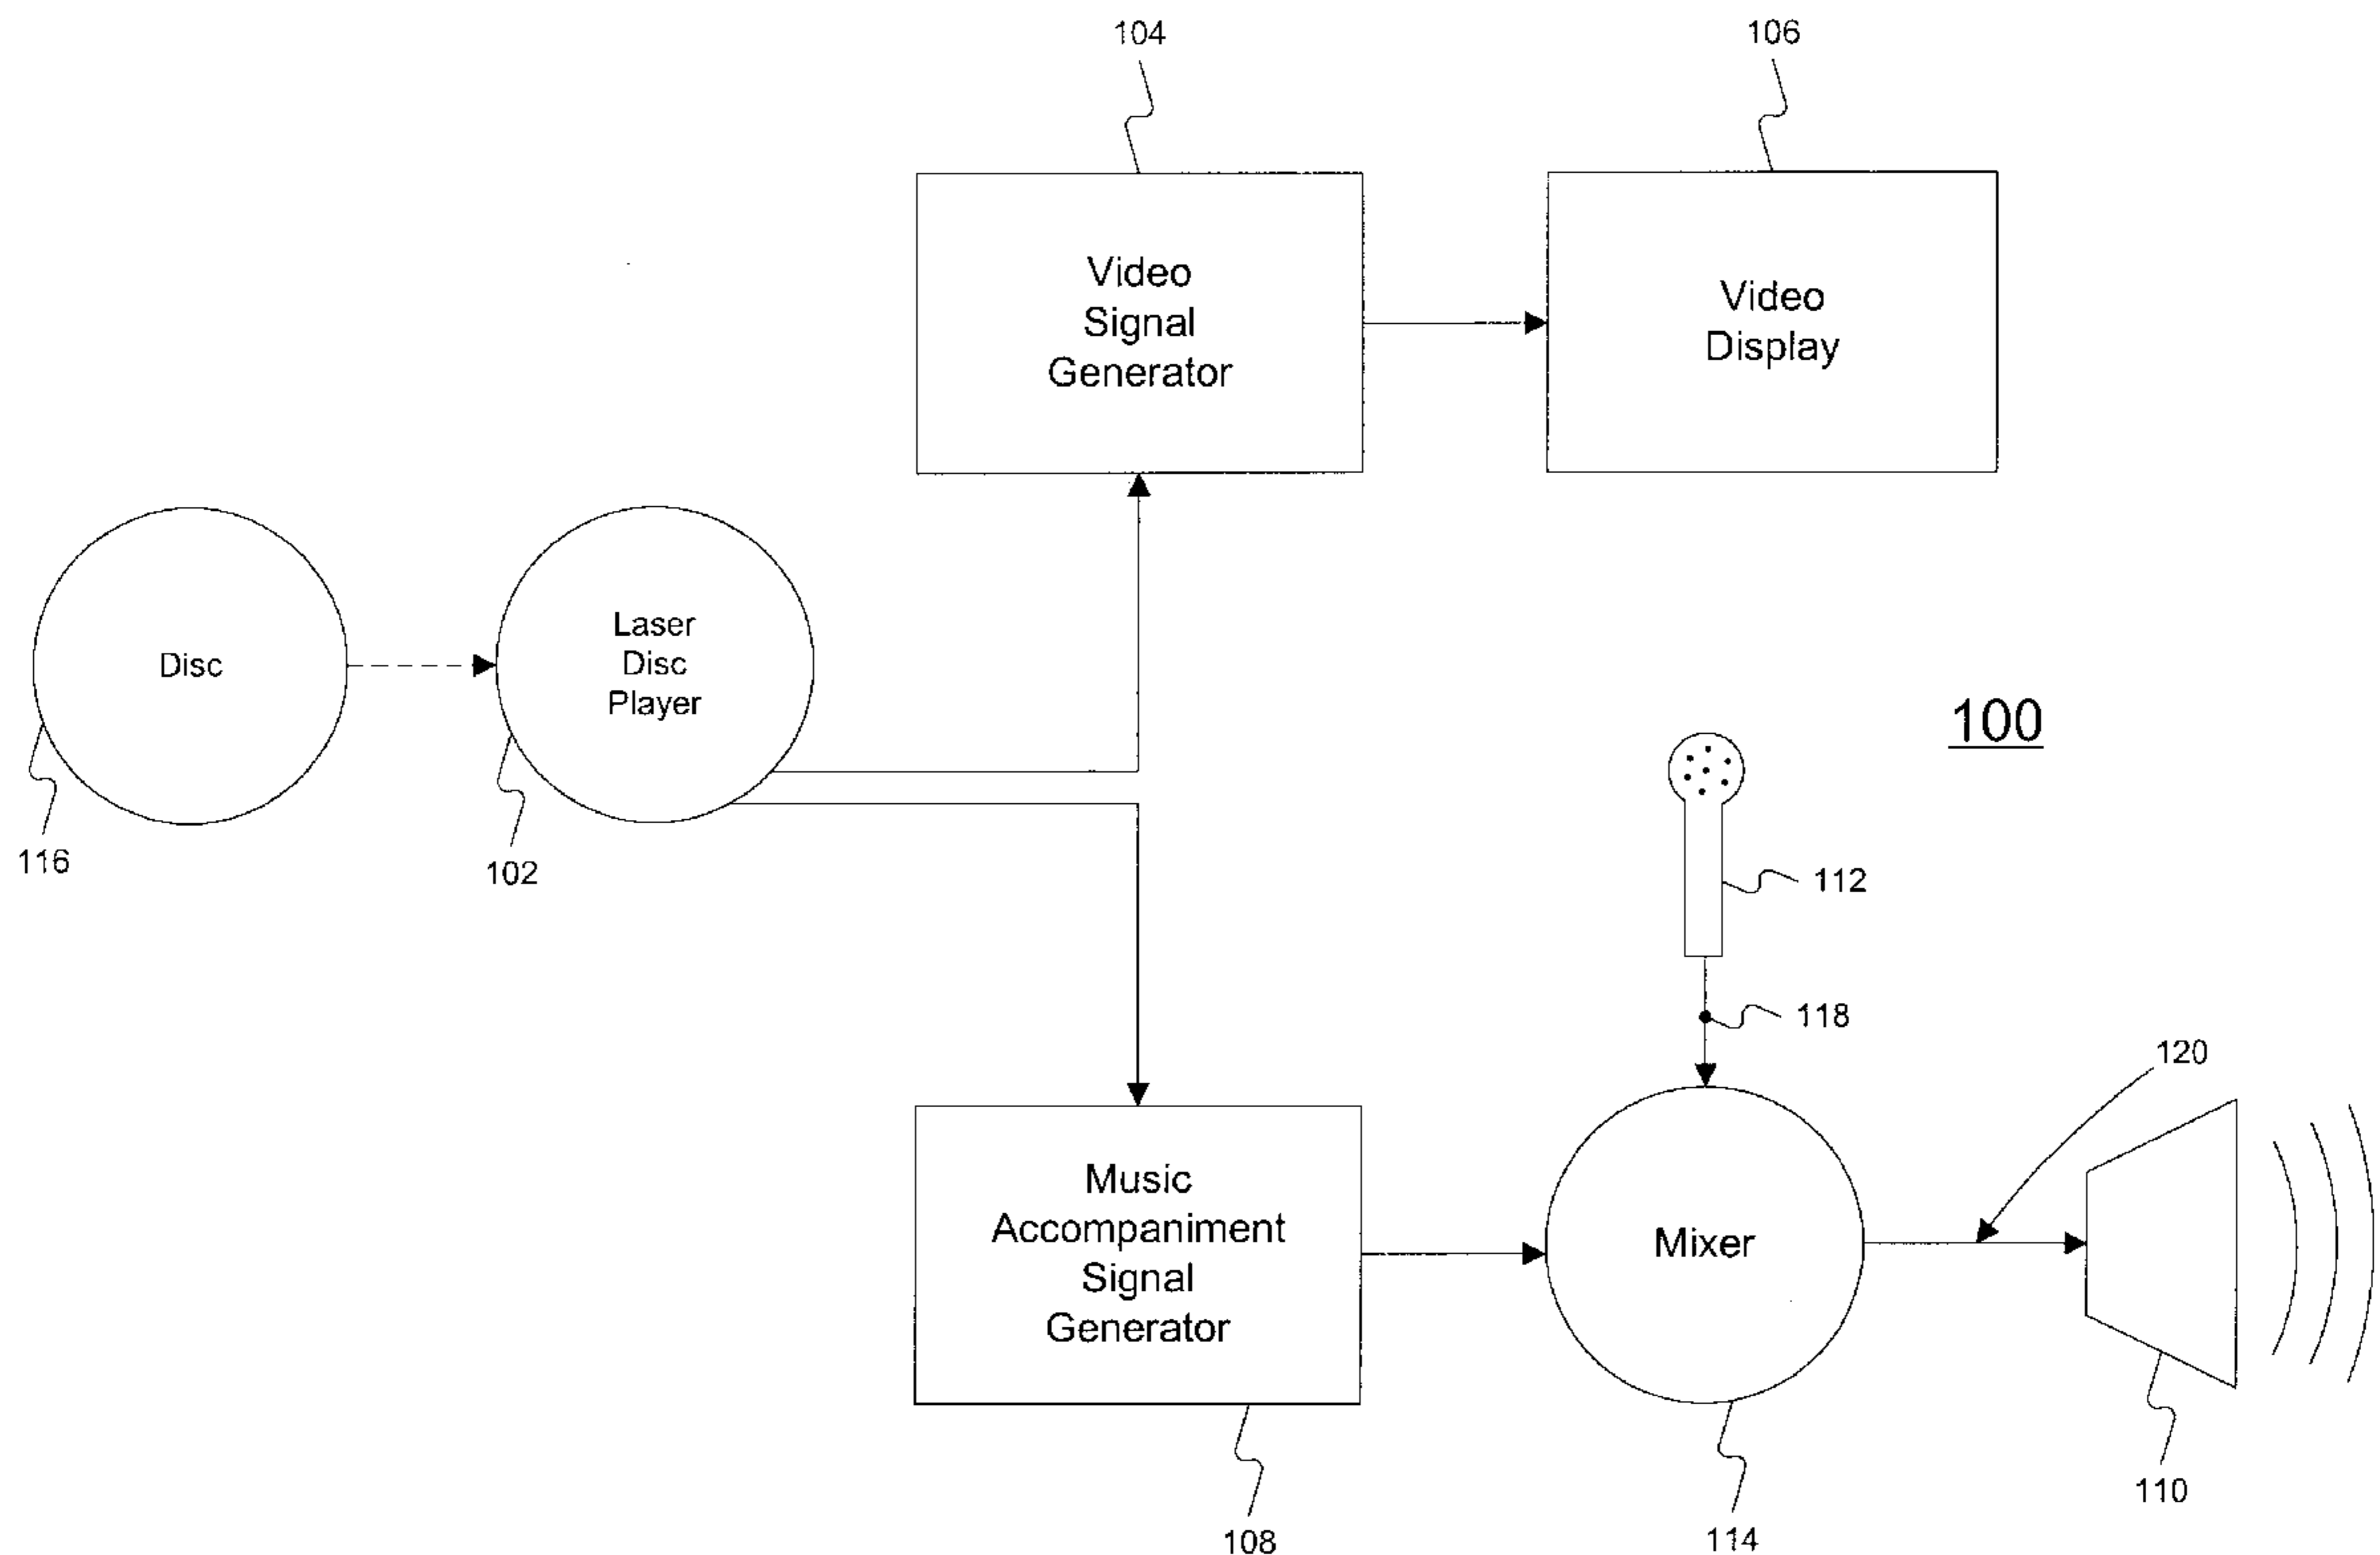 104
106
Video
Signal
Generator
Video
Display
Disc
Laser
Disc
Player
100
116
102
112
118
120
Music
Accompaniment
Signal
Generator
Mixer
108
114
110